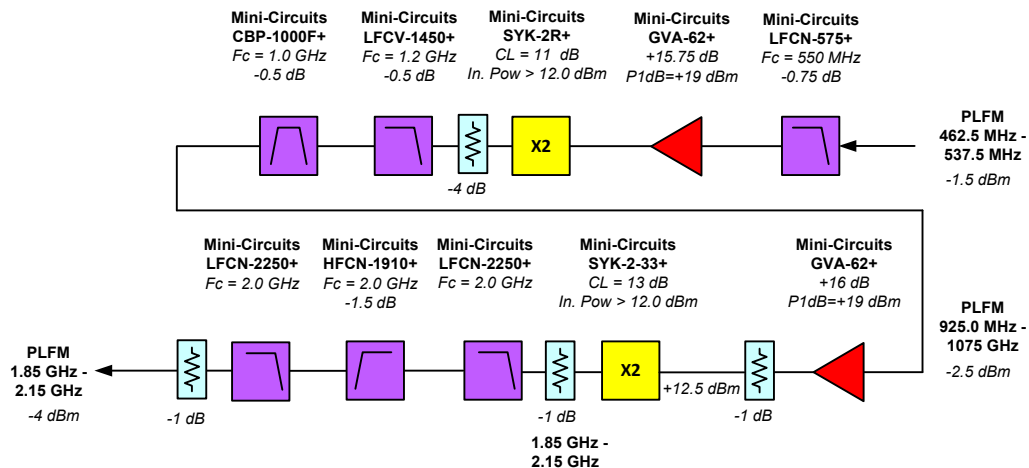 Mini-Circuits
CBP-1000F+
Fc = 1.0 GHz
-0.5 dB
Mini-Circuits
LFCV-1450+
Fc = 1.2 GHz
-0.5 dB
Mini-Circuits
SYK-2R+
CL = 11 dB
In. Pow > 12.0 dBm
Mini-Circuits
GVA-62+
+15.75 dB
P1dB=+19 dBm
Mini-Circuits
LFCN-575+
Fc = 550 MHz
-0.75 dB
X2
-4 dB
PLFM
462.5 MHz -
537.5 MHz
-1.5 dBm
Mini-Circuits
LFCN-2250+
Fc = 2.0 GHz
Mini-Circuits
HFCN-1910+
Fc = 2.0 GHz
-1.5 dB
Mini-Circuits
LFCN-2250+
Fc = 2.0 GHz
Mini-Circuits
SYK-2-33+
CL = 13 dB
In. Pow > 12.0 dBm
Mini-Circuits
GVA-62+
+16 dB
P1dB=+19 dBm
PLFM
925.0 MHz -
1075 GHz
-2.5 dBm
PLFM
1.85 GHz -
2.15 GHz
-4 dBm
-1 dB
-1 dB
1.85 GHz -
2.15 GHz
X2
+12.5 dBm
-1 dB